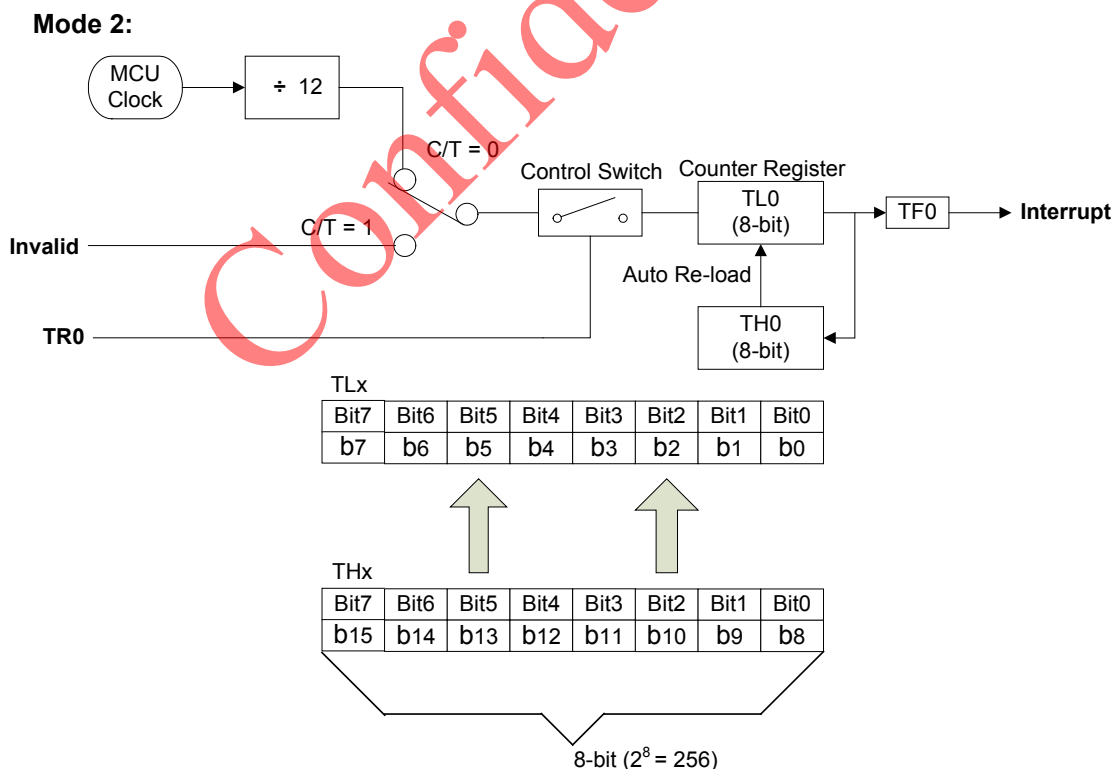 Mode 2:
MCU
Clock
÷ 12
C/T = 0
Control Switch
Counter Register
TL0
(8-bit)
TF0
Interrupt
C/T = 1
Invalid
Auto Re-load
TR0
TH0
(8-bit)
TLx
Bit7 Bit6 Bit5 Bit4 Bit3 Bit2 Bit1 Bit0
b7 b6 b5 b4 b3 b2 b1 b0
THx
Bit7 Bit6 Bit5 Bit4 Bit3 Bit2 Bit1 Bit0
b15 b14 b13 b12 b11 b10 b9 b8
8-bit (2⁸ = 256)